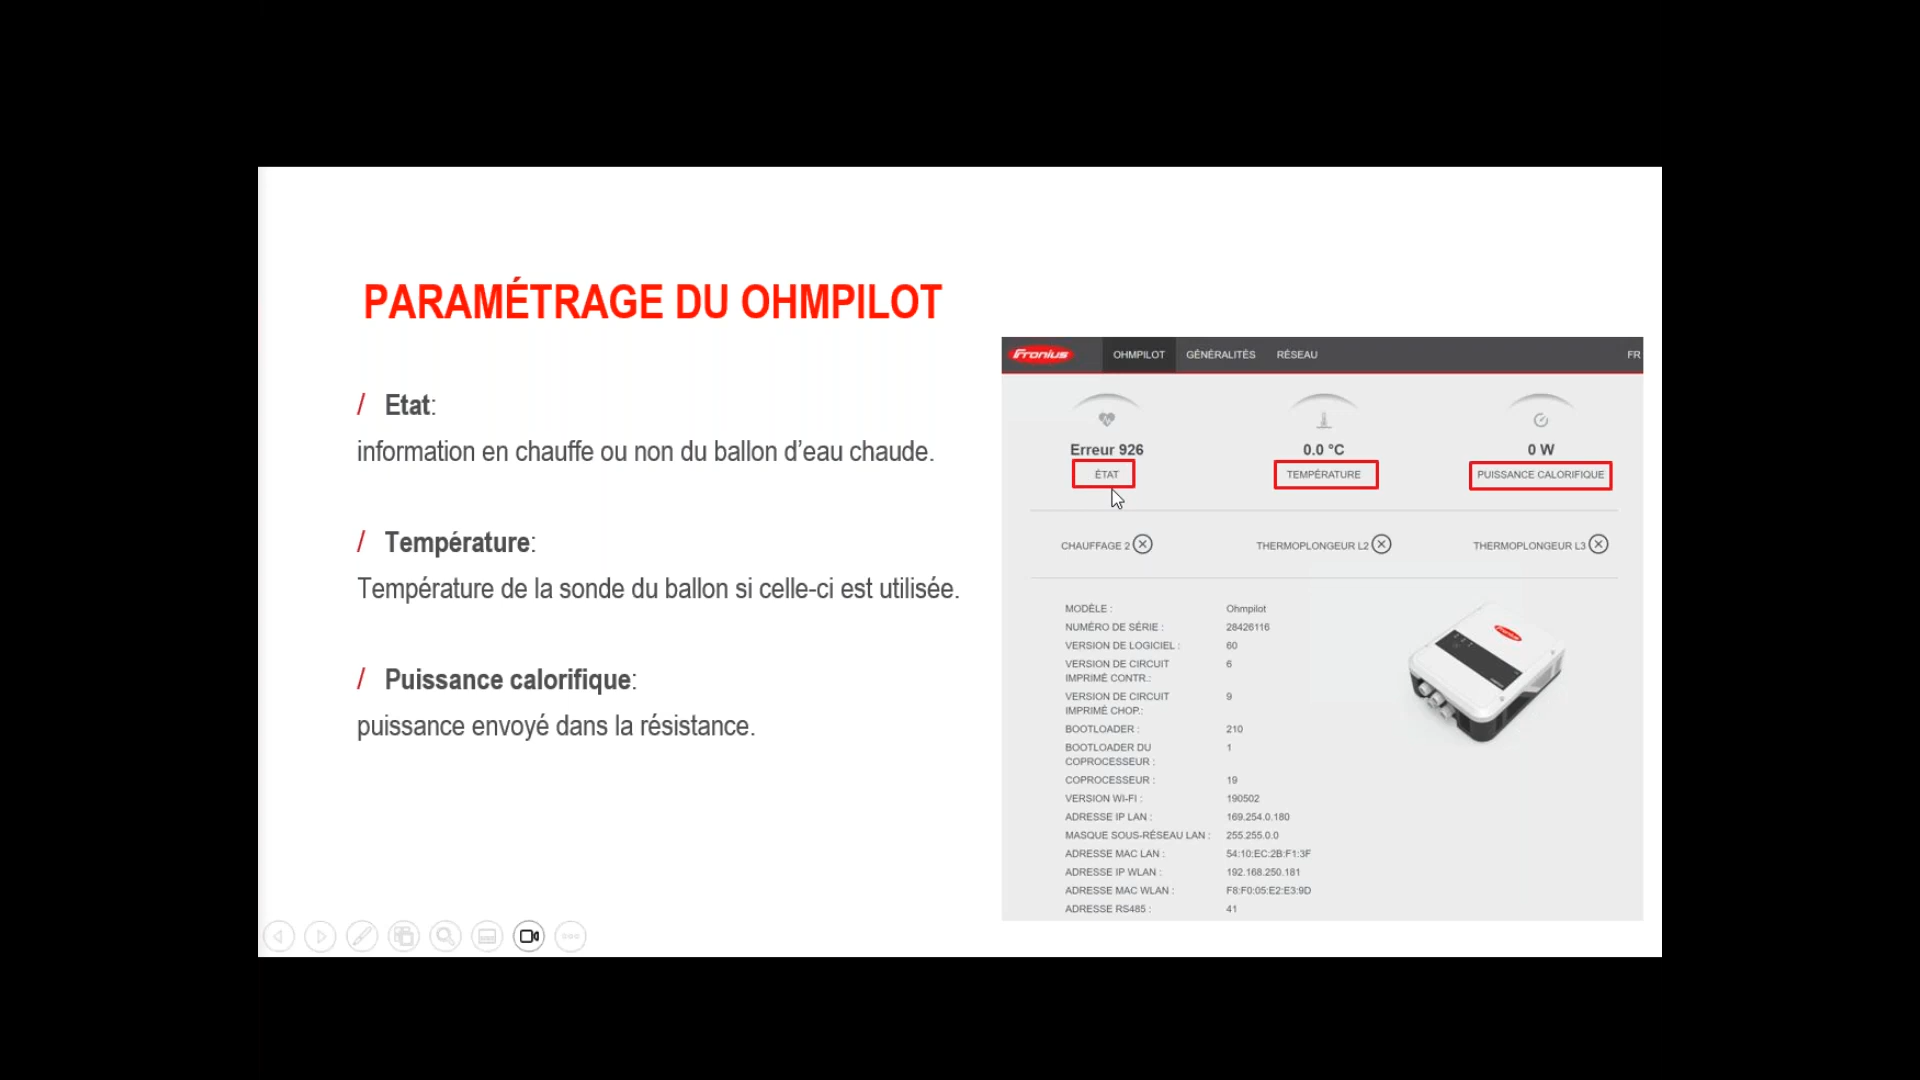 PARAMÉTRAGE DU OHMPILOT
/ Etat:
information en chauffe ou non du ballon d’eau chaude.
/ Température:
Température de la sonde du ballon si celle-ci est utilisée.
/ Puissance calorifique:
puissance envoyé dans la résistance.
Fronius OHMPILOT GÉNÉRALITÉS RÉSEAU FR
Erreur 926 0.0 °C 0 W
ÉTAT TEMPÉRATURE PUISSANCE CALORIFIQUE
CHAUFFAGE 2 THERMOPLONGEUR L2 THERMOPLONGEUR L3
MODÈLE : Ohmpilot
NUMÉRO DE SÉRIE : 28426116
VERSION DE LOGICIEL : 60
VERSION DE CIRCUIT 6
IMPRIMÉ CONTR.:
VERSION DE CIRCUIT 9
IMPRIMÉ CHOP.:
BOOTLOADER : 210
BOOTLOADER DU 1
COPROCESSEUR :
COPROCESSEUR : 19
VERSION WI-FI : 190502
ADRESSE IP LAN : 169.254.0.180
MASQUE SOUS-RÉSEAU LAN : 255.255.0.0
ADRESSE MAC LAN : 54:10:EC:2B:F1:3F
ADRESSE IP WLAN : 192.168.250.181
ADRESSE MAC WLAN : F8:F0:05:E2:E3:9D
ADRESSE RS485 : 41